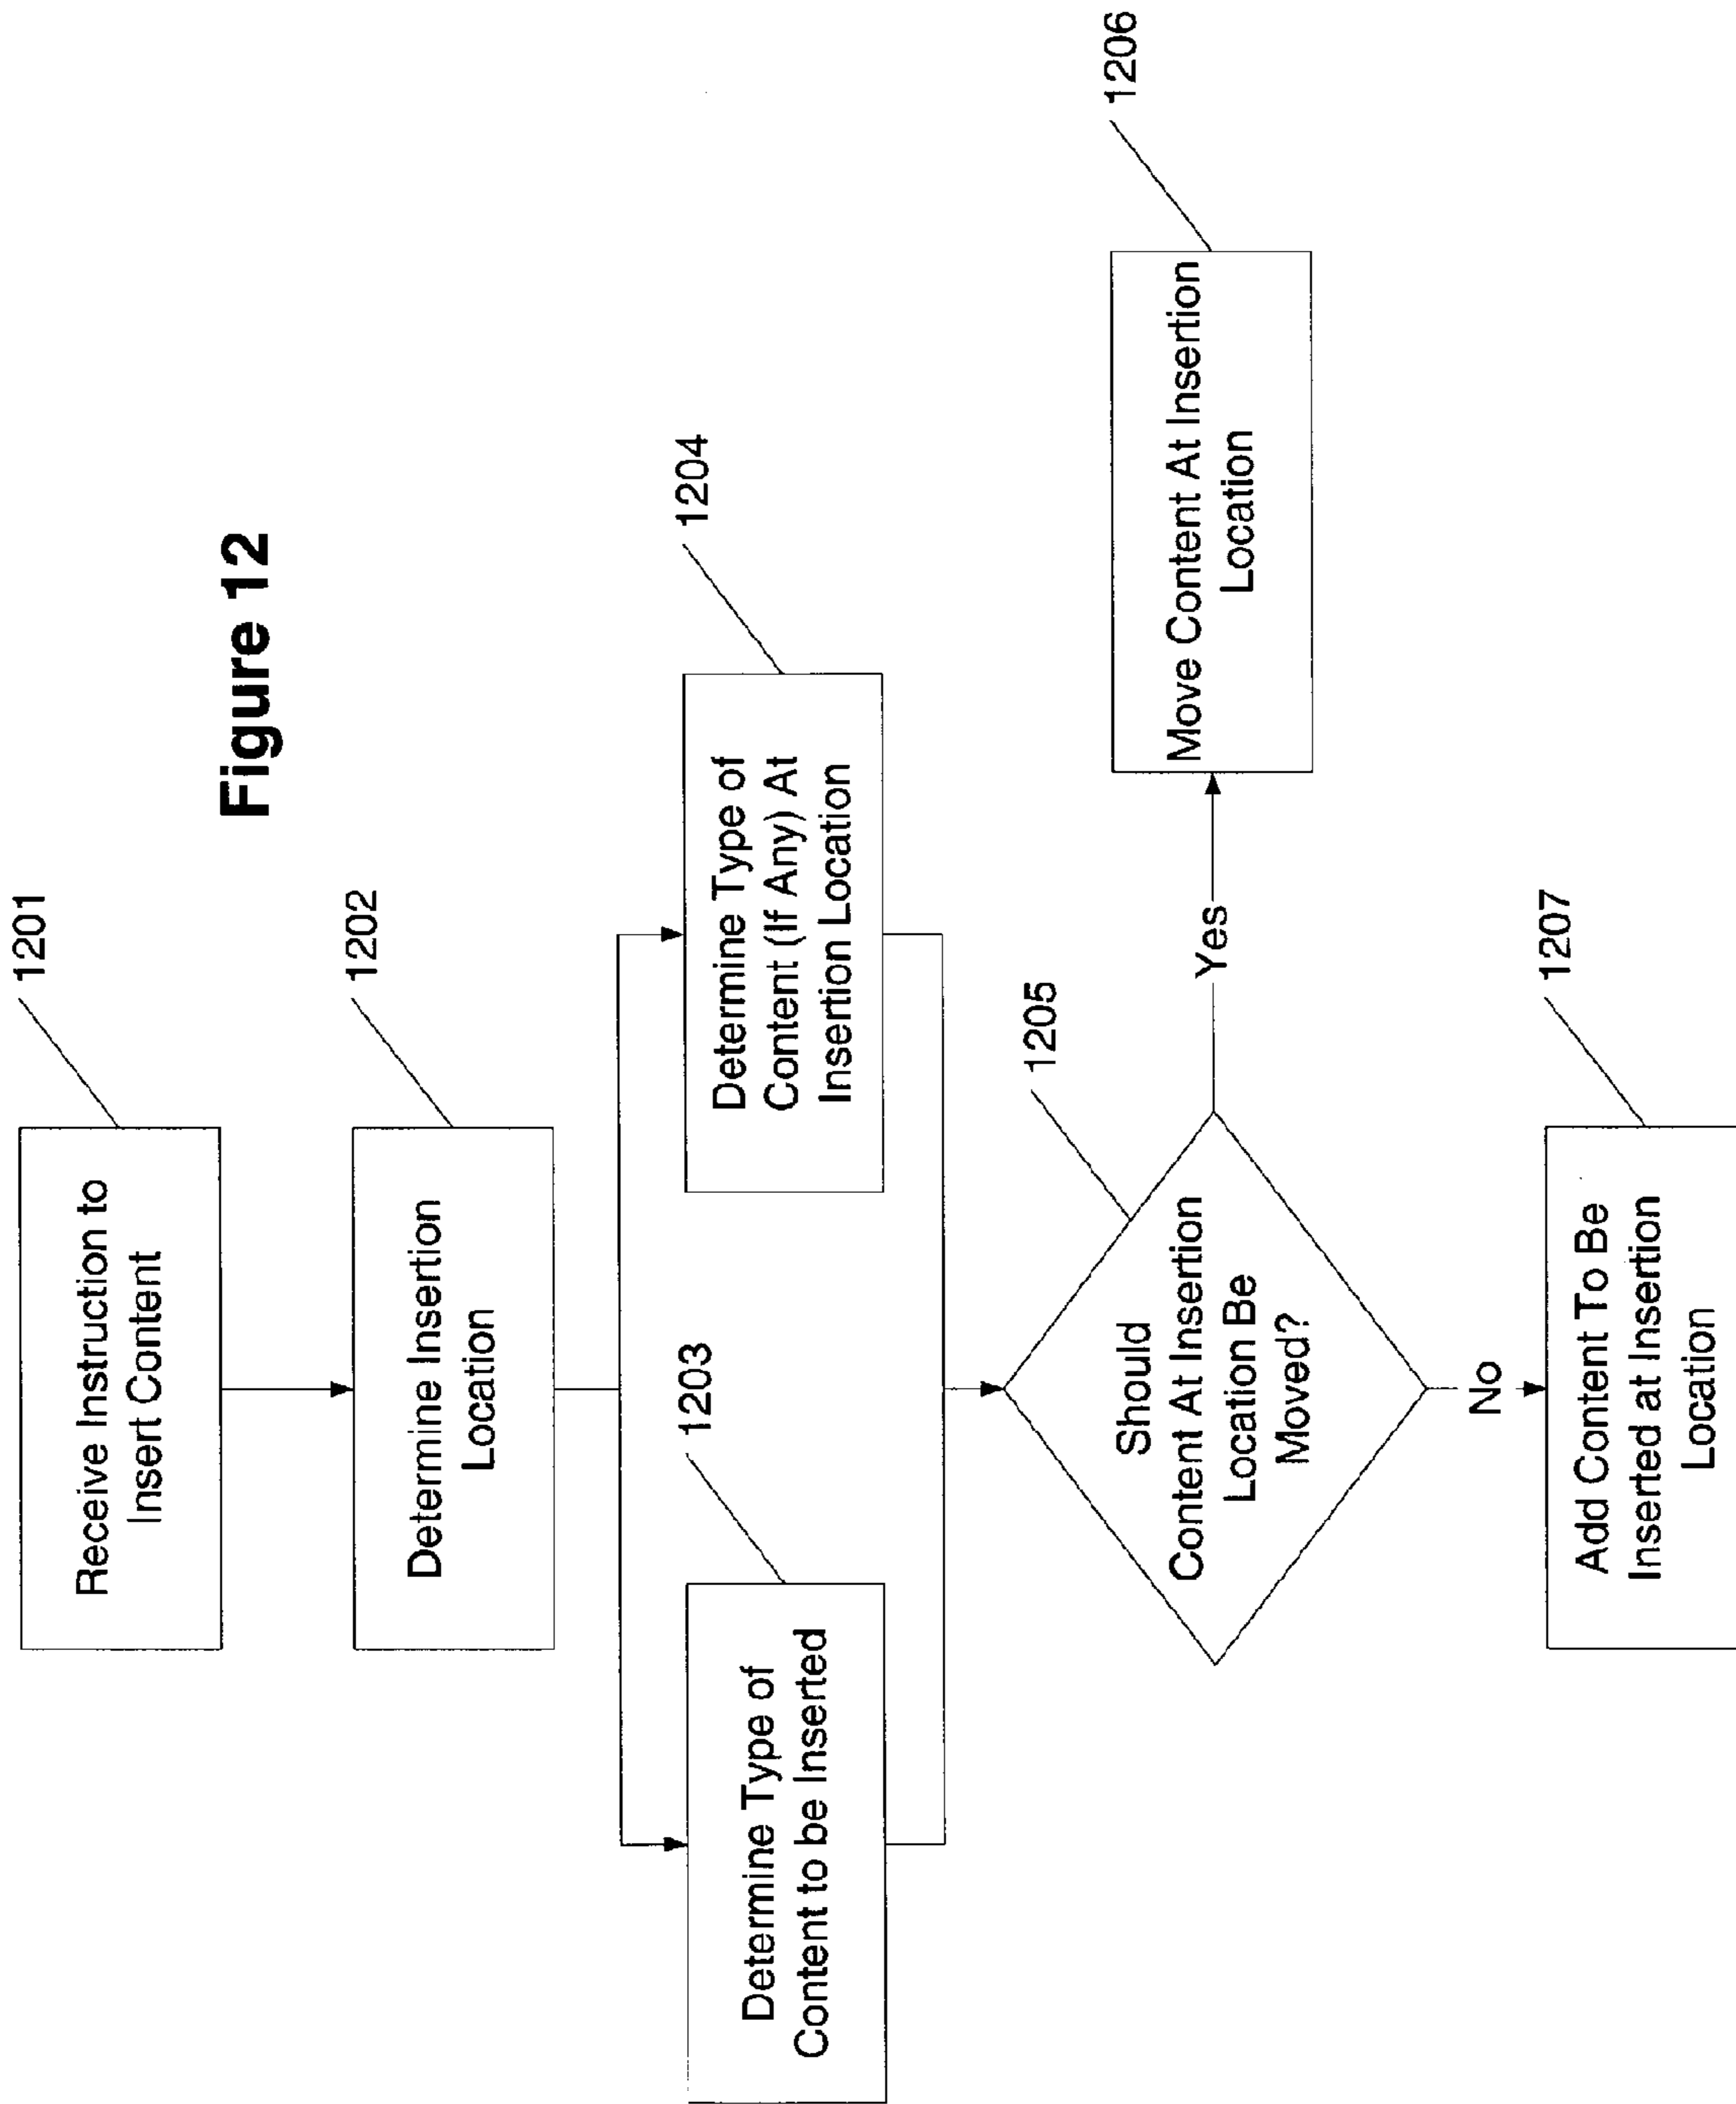 Figure 12
1201
Receive Instruction to
Insert Content
1202
Determine Insertion
Location
1203
Determine Type of
Content to be Inserted
1204
Determine Type of
Content (If Any) At
Insertion Location
1205
Should
Content At Insertion
Location Be
Moved?
Yes
1206
Move Content At Insertion
Location
No
1207
Add Content To Be
Inserted at Insertion
Location